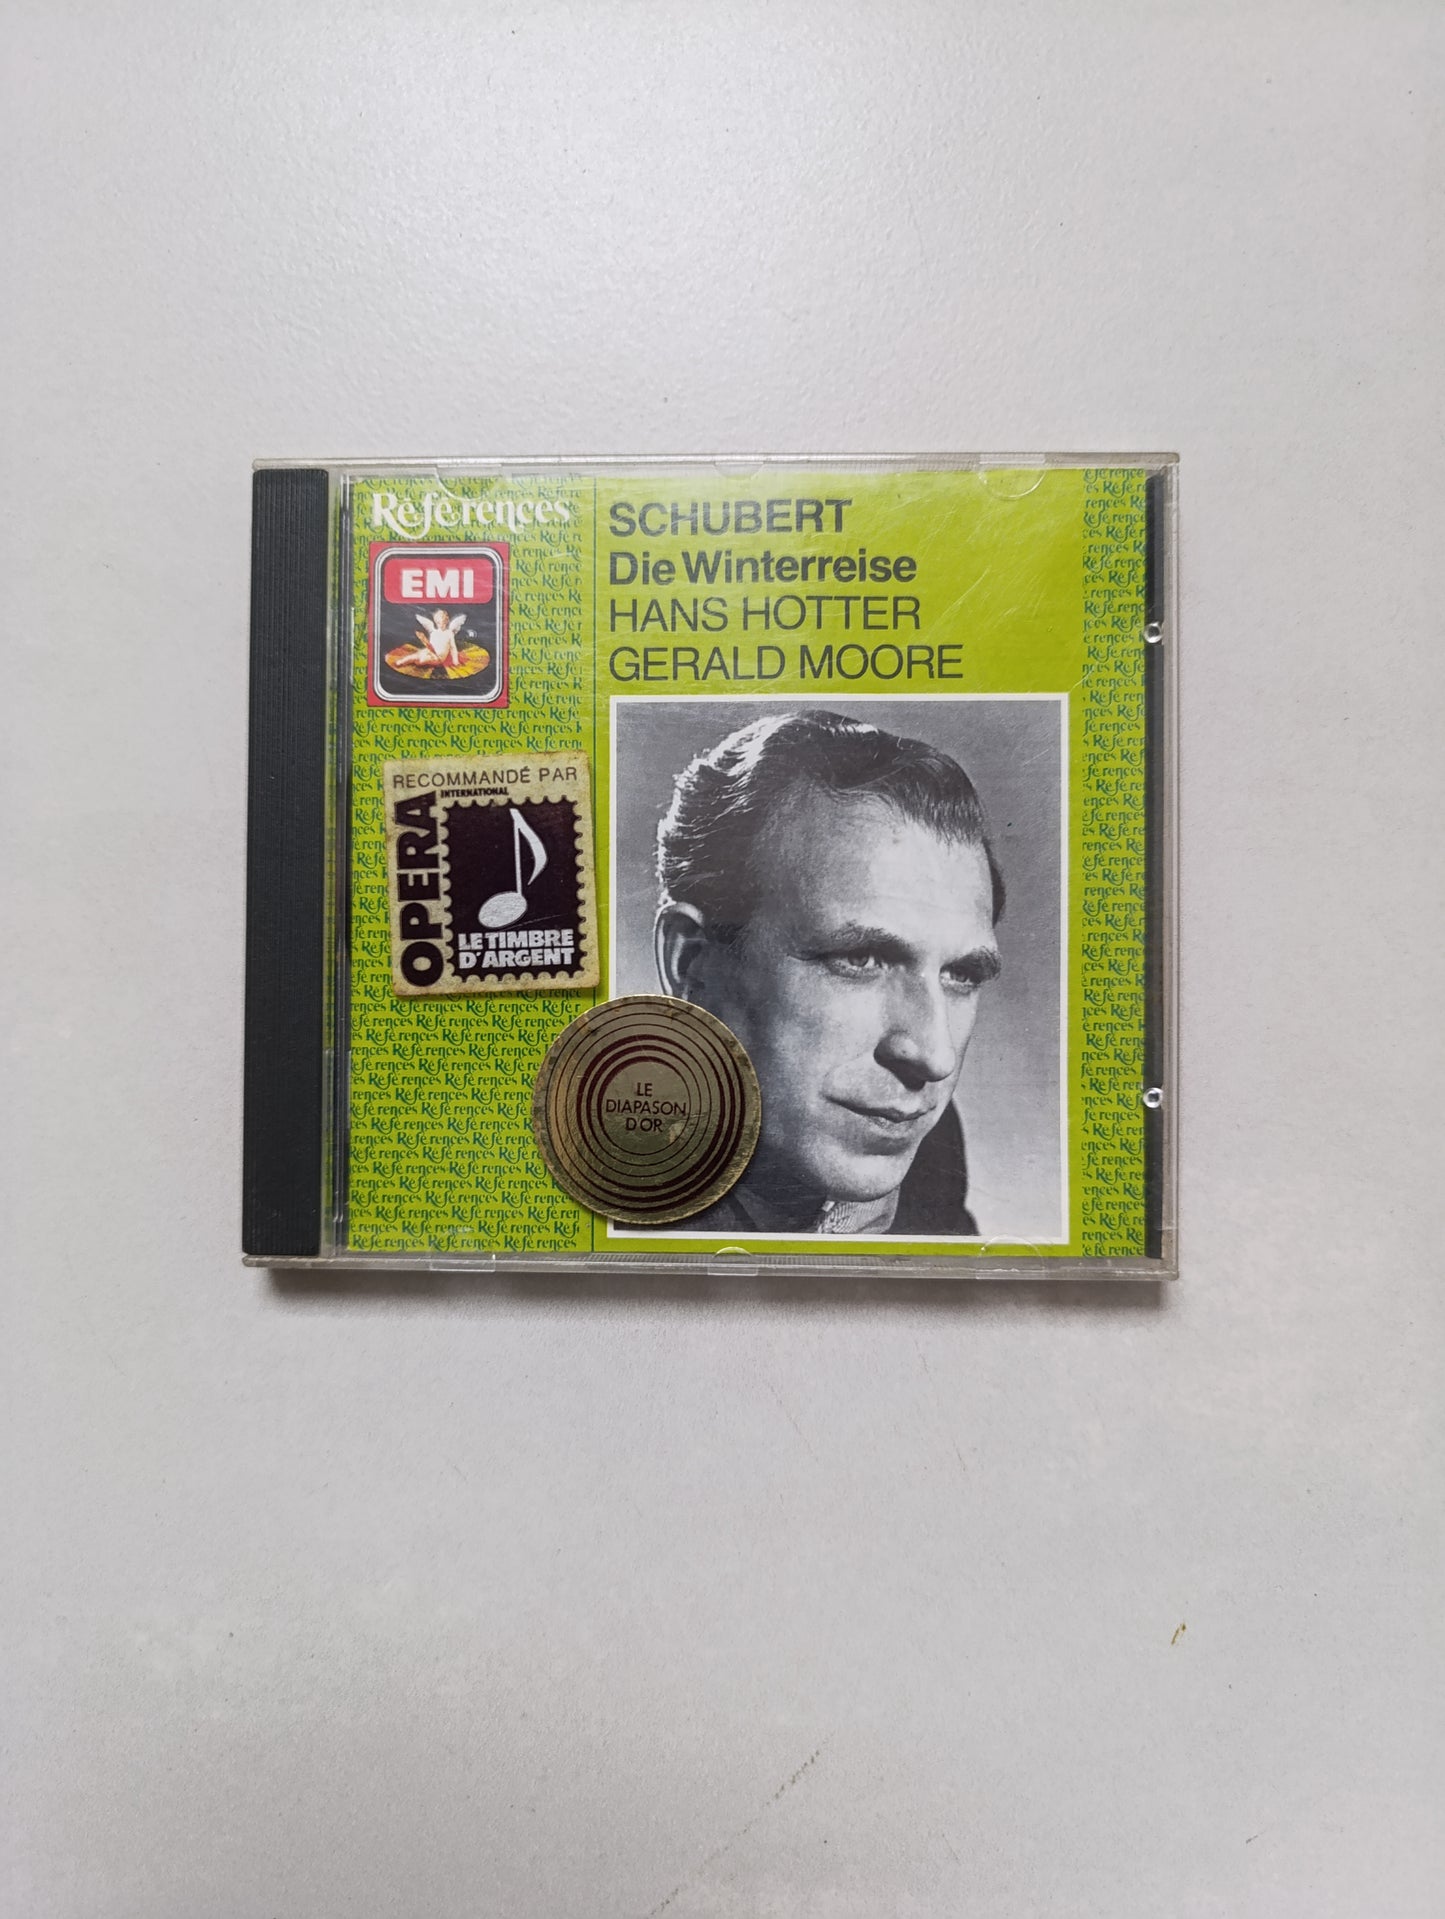 Références
EMI
SCHUBERT
Die Winterreise
HANS HOTTER
GERALD MOORE
RECOMMANDÉ PAR
OPERA
INTERNATIONAL
LE TIMBRE
D'ARGENT
LE
DIAPASON
D'OR